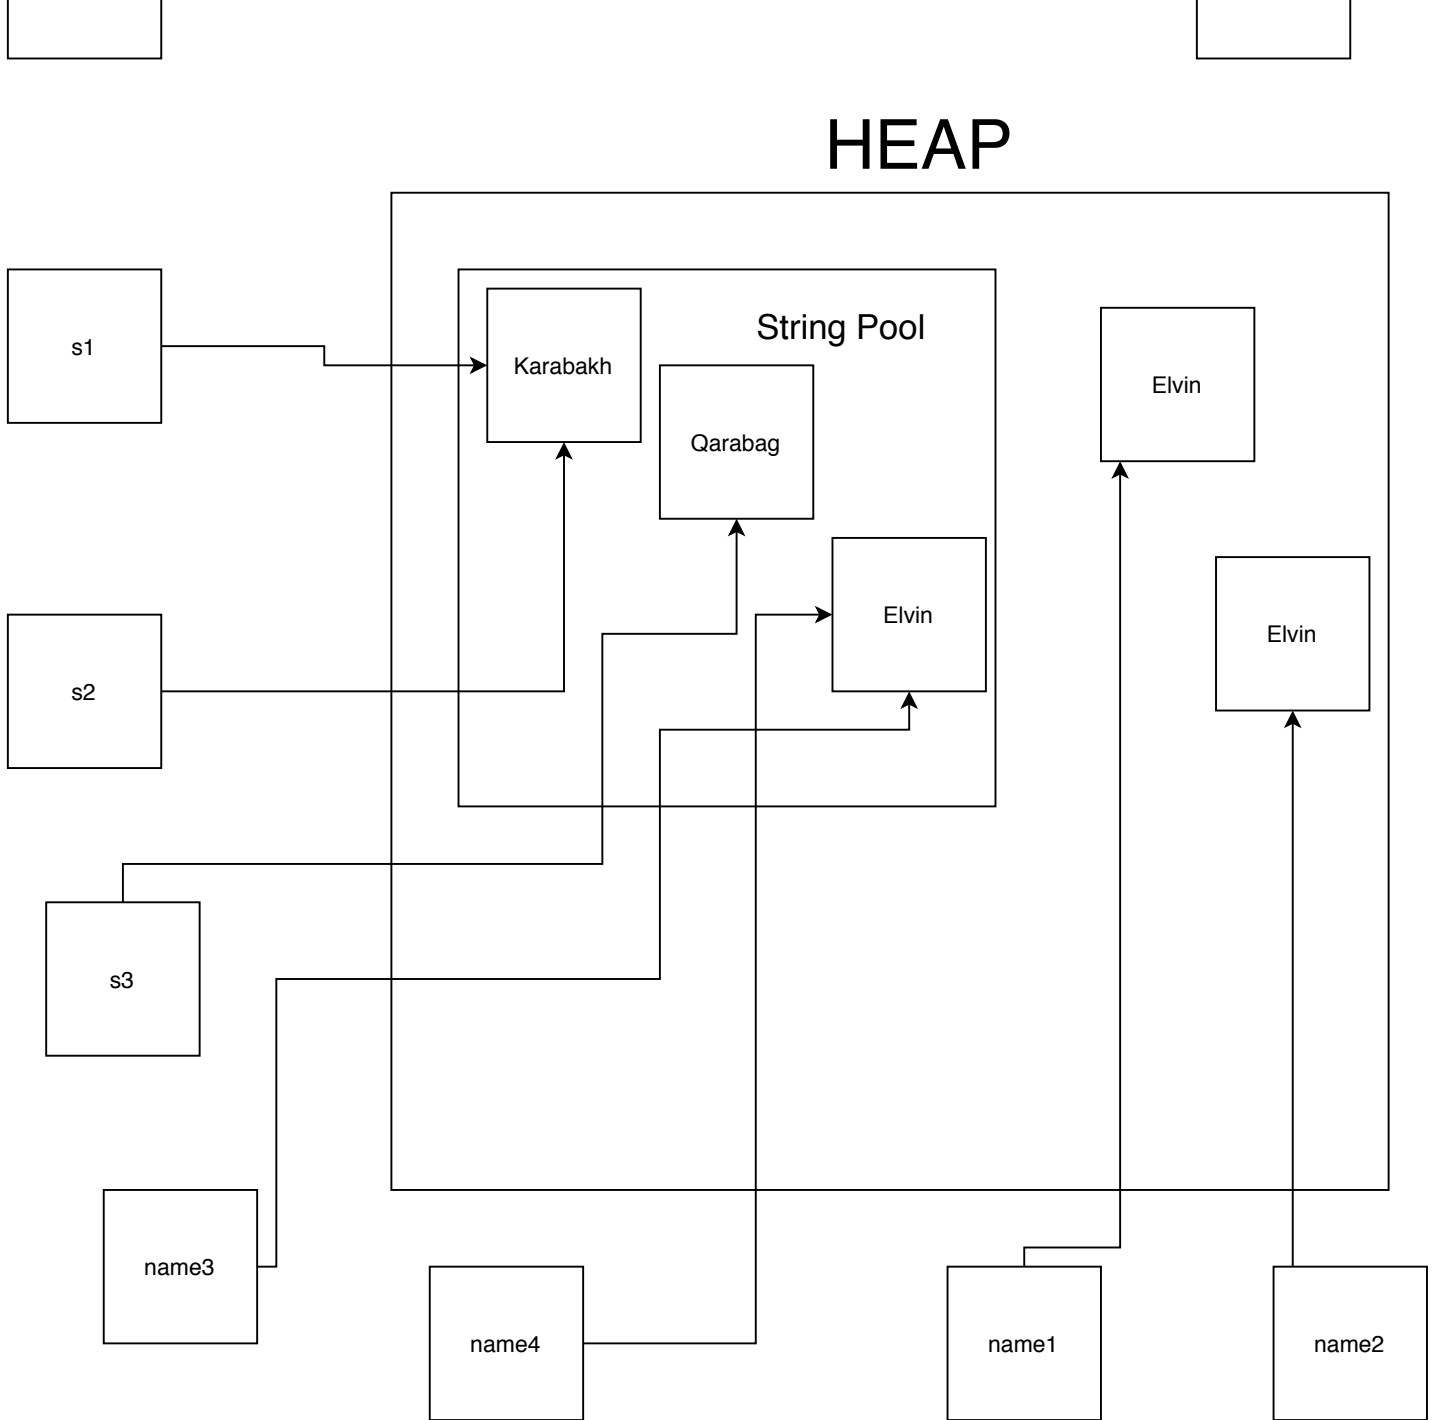 HEAP
String Pool
s1
Karabakh
Elvin
Qarabag
Elvin
Elvin
s2
s3
name3
name4
name1
name2